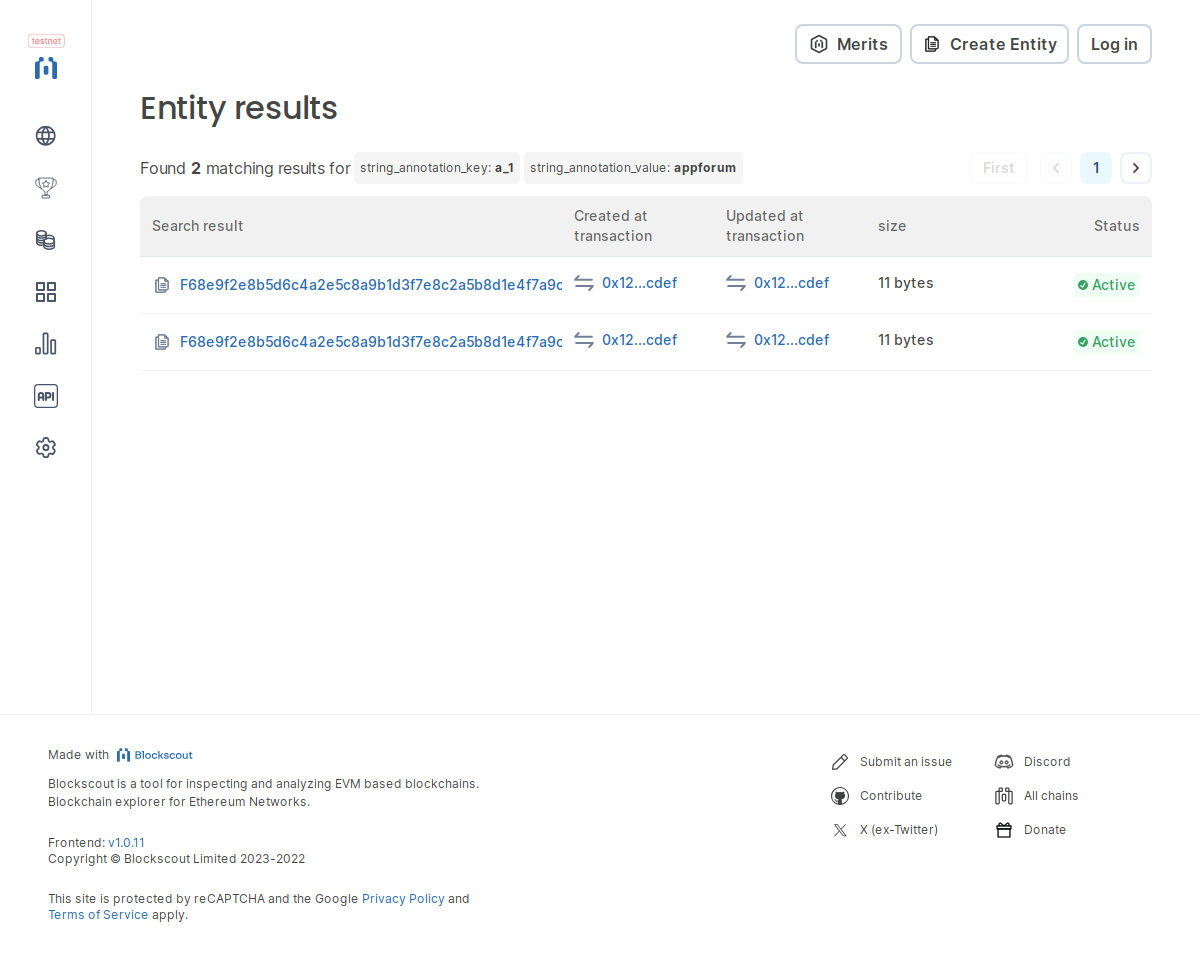 testnet
Merits
Create Entity
Log in
Entity results
Found 2 matching results for string_annotation_key: a_1 string_annotation_value: appforum
First
1
Search result
Created at transaction
Updated at transaction
size
Status
F68e9f2e8b5d6c4a2e5c8a9b1d3f7e8c2a5b8d1e4f7a9c 0x12...cdef 0x12...cdef 11 bytes Active
F68e9f2e8b5d6c4a2e5c8a9b1d3f7e8c2a5b8d1e4f7a9c 0x12...cdef 0x12...cdef 11 bytes Active
API
Made with Blockscout
Blockscout is a tool for inspecting and analyzing EVM based blockchains.
Blockchain explorer for Ethereum Networks.
Frontend: v1.0.11
Copyright © Blockscout Limited 2023-2022
This site is protected by reCAPTCHA and the Google Privacy Policy and
Terms of Service apply.
Submit an issue
Discord
Contribute
All chains
X (ex-Twitter)
Donate